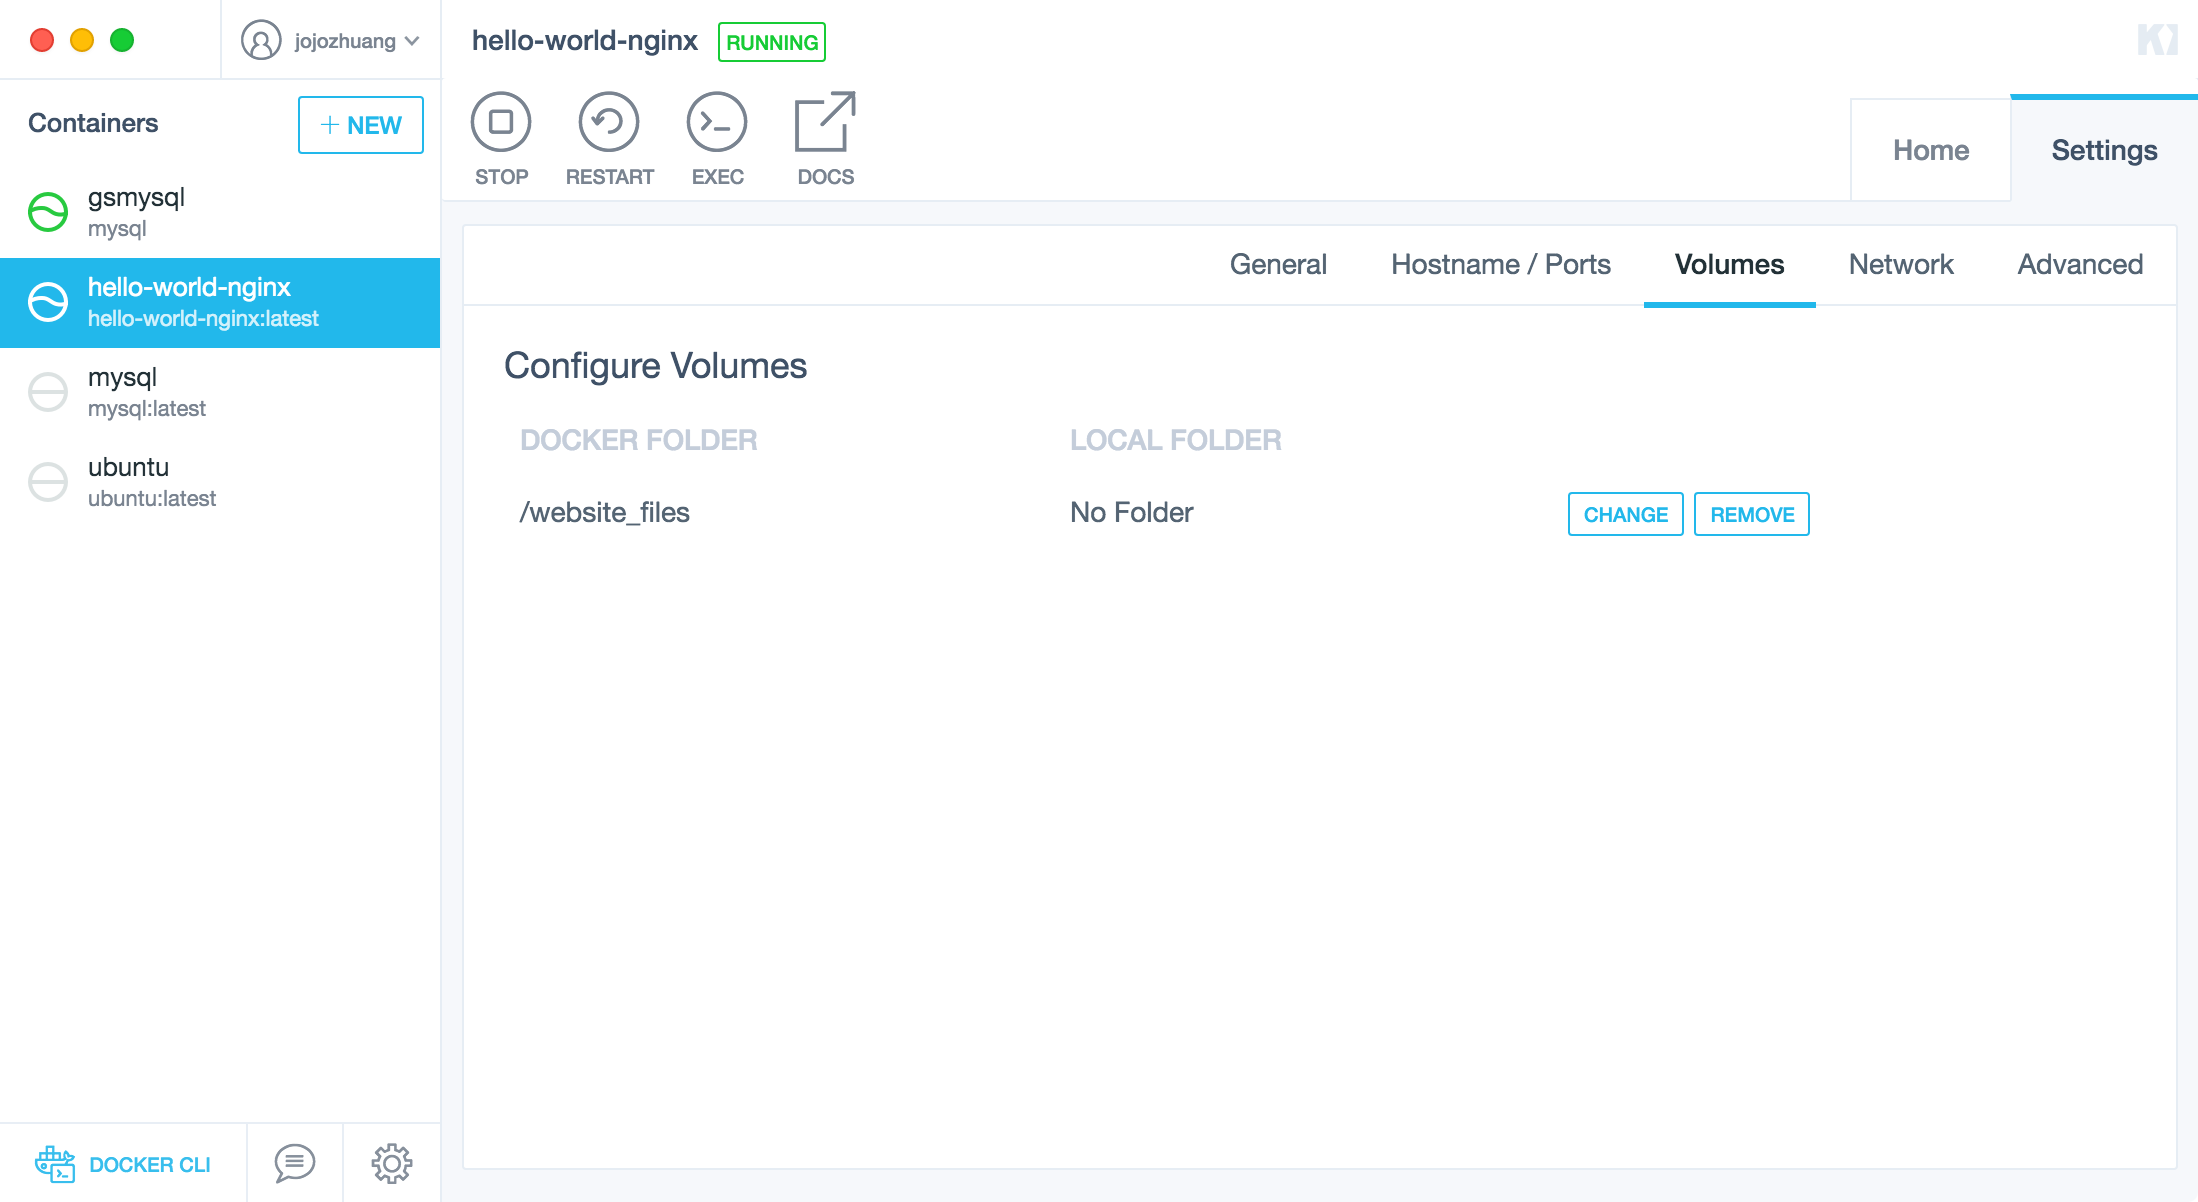 jojozhuang
hello-world-nginx RUNNING
Containers
+ NEW
STOP RESTART EXEC DOCS
Home Settings
gsmysql
mysql
hello-world-nginx
hello-world-nginx:latest
mysql
mysql:latest
ubuntu
ubuntu:latest
General Hostname / Ports Volumes Network Advanced
Configure Volumes
DOCKER FOLDER LOCAL FOLDER
/website_files No Folder CHANGE REMOVE
DOCKER CLI